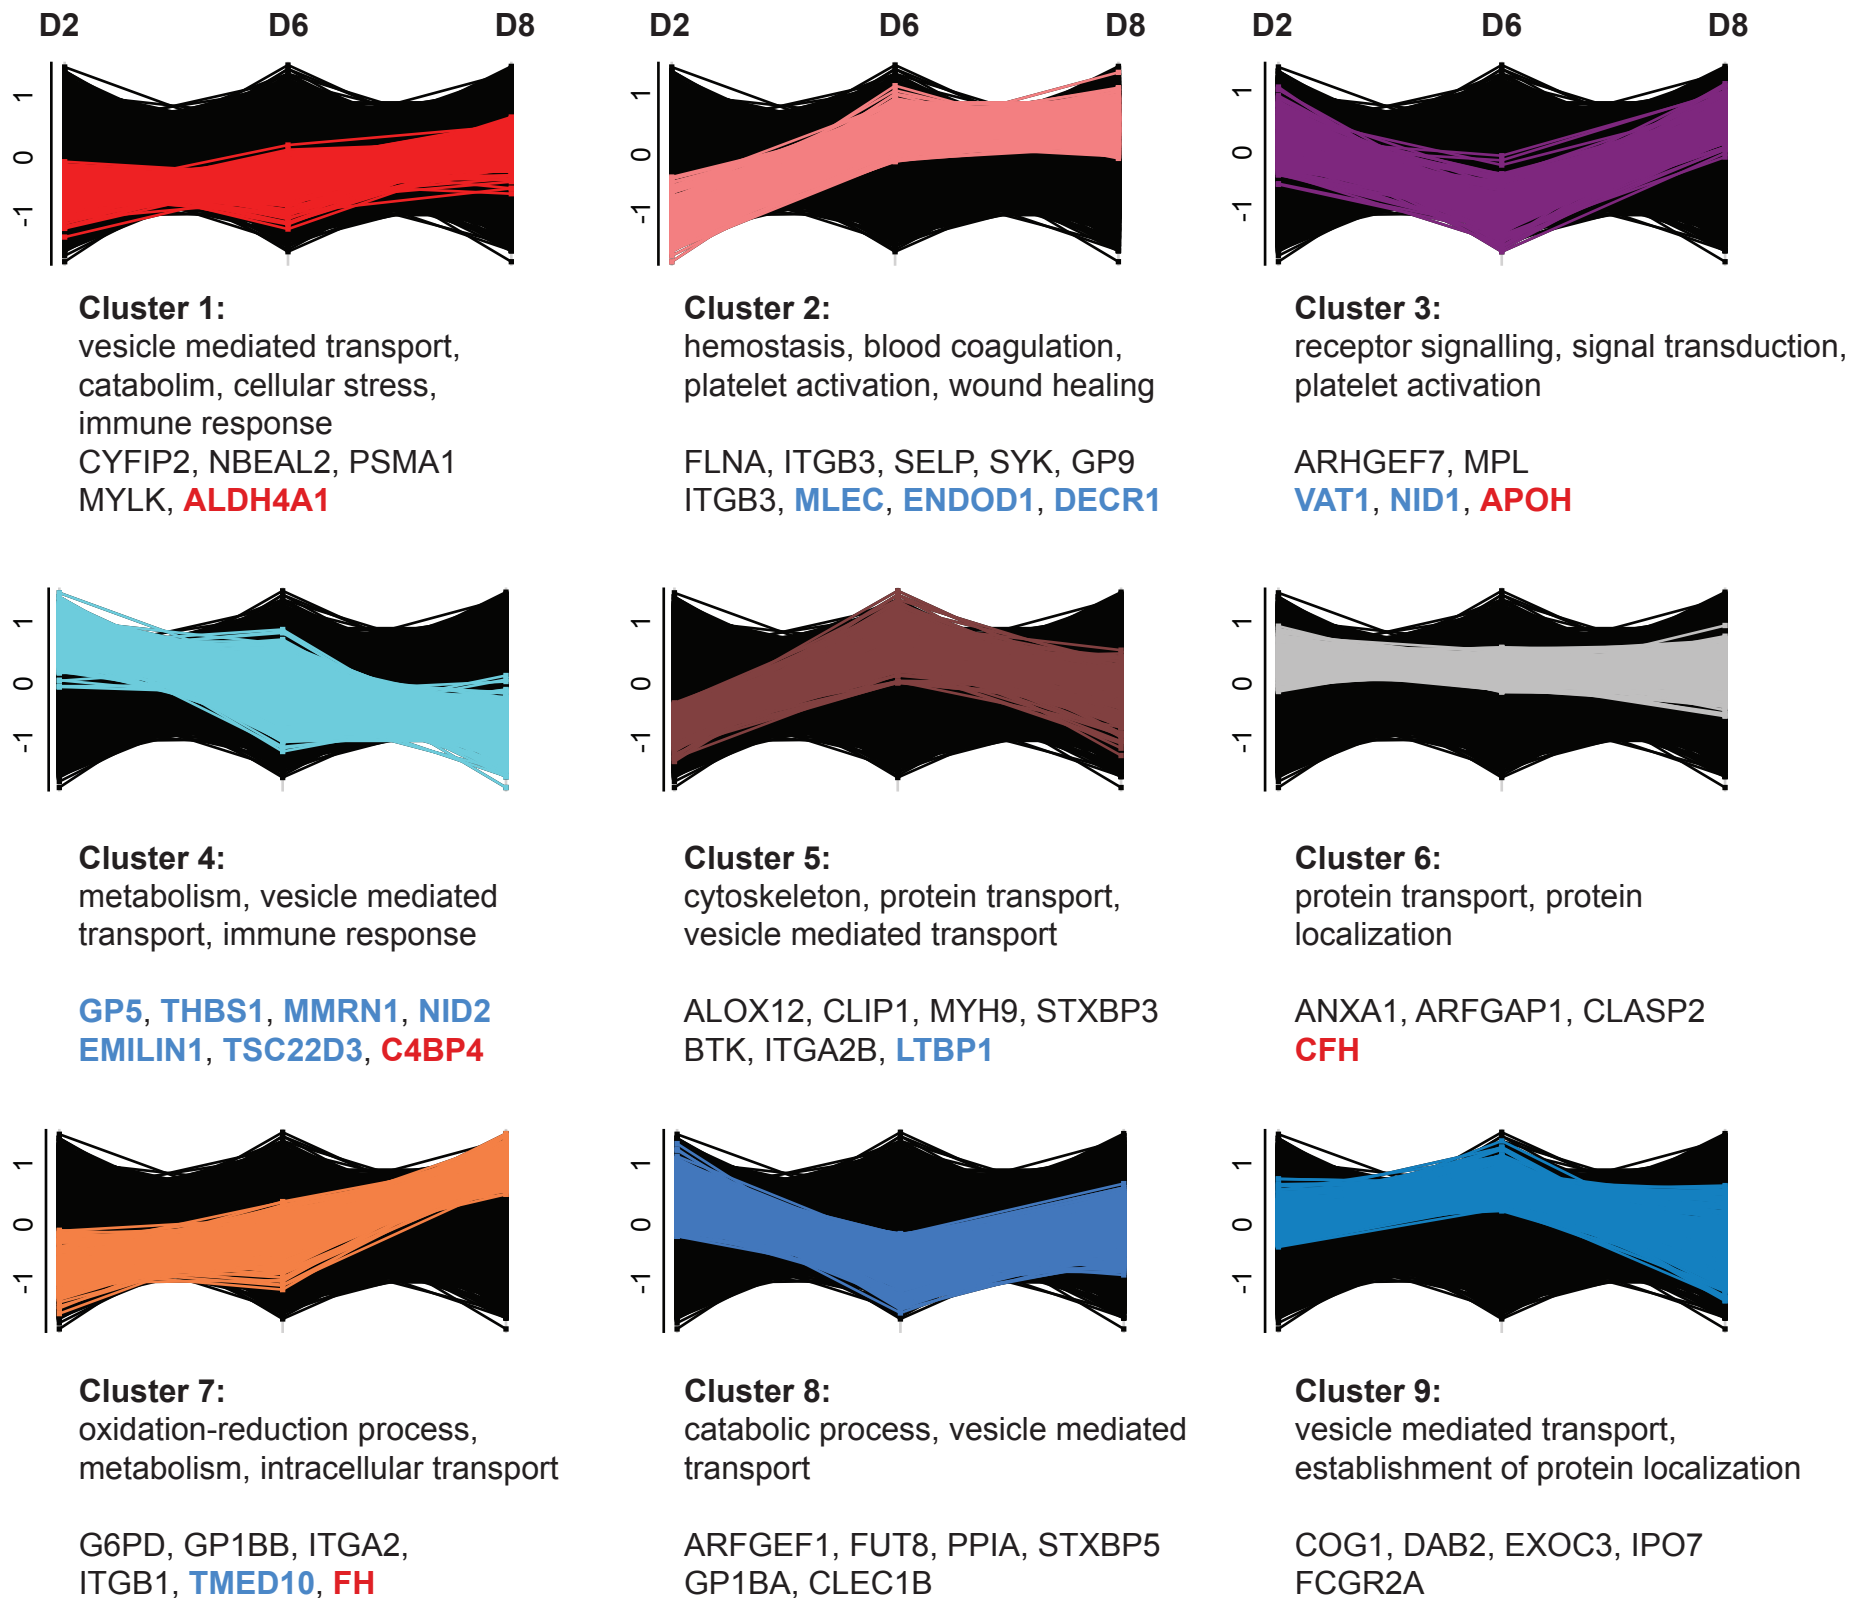 D2 D6 D8 D2 D6 D8 D2 D6 D8
1 0 -1
1 0 -1
1 0 -1
Cluster 1:
vesicle mediated transport,
catabolim, cellular stress,
immune response
CYFIP2, NBEAL2, PSMA1
MYLK, ALDH4A1
Cluster 2:
hemostasis, blood coagulation,
platelet activation, wound healing
FLNA, ITGB3, SELP, SYK, GP9
ITGB3, MLEC, ENDOD1, DECR1
Cluster 3:
receptor signalling, signal transduction,
platelet activation
ARHGEF7, MPL
VAT1, NID1, APOH
1 0 -1
1 0 -1
1 0 -1
Cluster 4:
metabolism, vesicle mediated
transport, immune response
GP5, THBS1, MMRN1, NID2
EMILIN1, TSC22D3, C4BP4
Cluster 5:
cytoskeleton, protein transport,
vesicle mediated transport
ALOX12, CLIP1, MYH9, STXBP3
BTK, ITGA2B, LTBP1
Cluster 6:
protein transport, protein
localization
ANXA1, ARFGAP1, CLASP2
CFH
1 0 -1
1 0 -1
1 0 -1
Cluster 7:
oxidation-reduction process,
metabolism, intracellular transport
G6PD, GP1BB, ITGA2,
ITGB1, TMED10, FH
Cluster 8:
catabolic process, vesicle mediated
transport
ARFGEF1, FUT8, PPIA, STXBP5
GP1BA, CLEC1B
Cluster 9:
vesicle mediated transport,
establishment of protein localization
COG1, DAB2, EXOC3, IPO7
FCGR2A